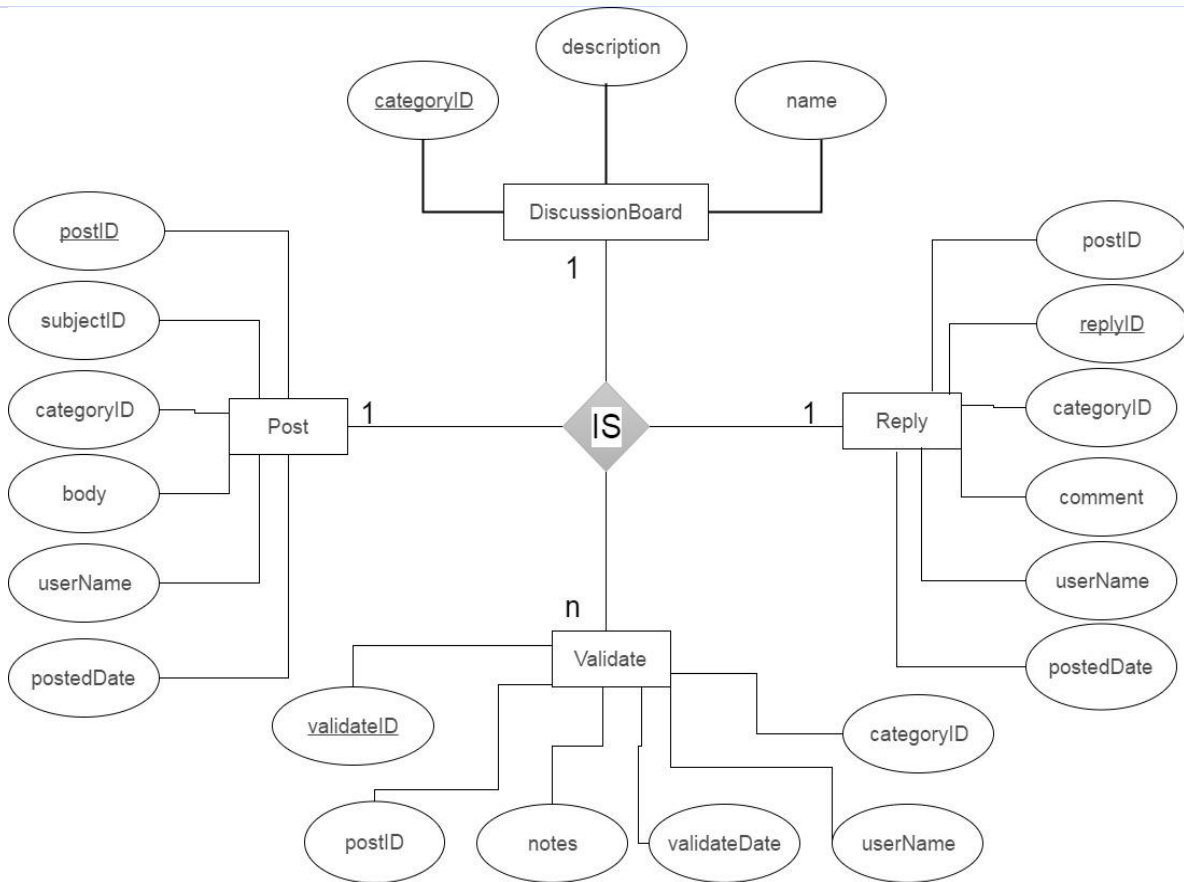 description
categoryID
name
DiscussionBoard
1
postID
subjectID
categoryID
body
userName
postedDate
Post
1
IS
1
Reply
postID
replyID
categoryID
comment
userName
postedDate
n
Validate
validateID
postID
notes
validateDate
userName
categoryID